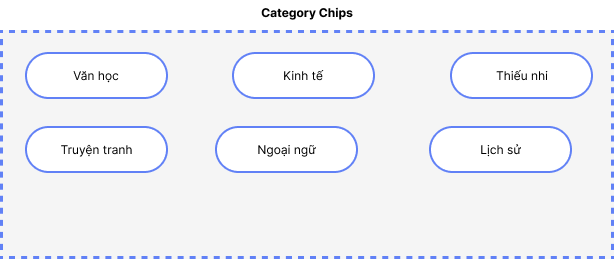 Category Chips
Văn học
Kinh tế
Thiếu nhi
Truyện tranh
Ngoại ngữ
Lịch sử